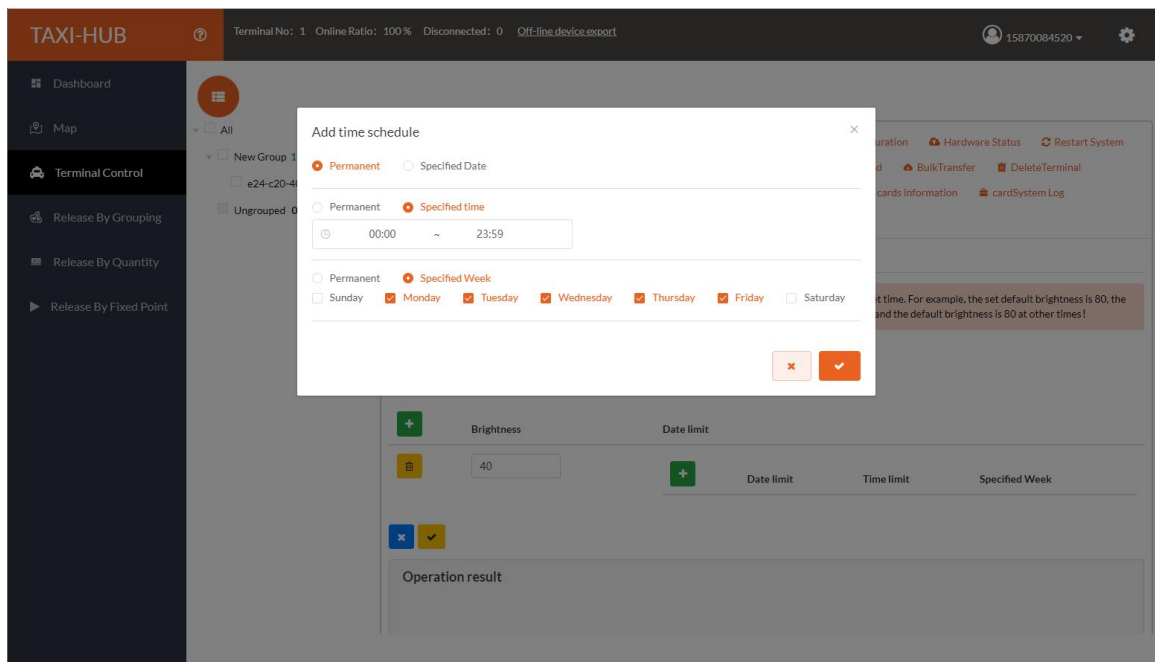 TAXI-HUB
Terminal No: 1 Online Ratio: 100% Disconnected: 0 Off-line device export
15870084520
Dashboard
Map
Terminal Control
Release By Grouping
Release By Quantity
Release By Fixed Point
All
New Group 1
e24-c20-40
Ungrouped 0
Add time schedule
×
Permanent Specified Date
Permanent Specified time
00:00 ~ 23:59
Permanent Specified Week
Sunday Monday Tuesday Wednesday Thursday Friday Saturday
Hardware Status Restart System
BulkTransfer DeleteTerminal
cards information cardSystem Log
time. For example, the set default brightness is 80, the
and the default brightness is 80 at other times!
Brightness Date limit
40
Date limit Time limit Specified Week
Operation result